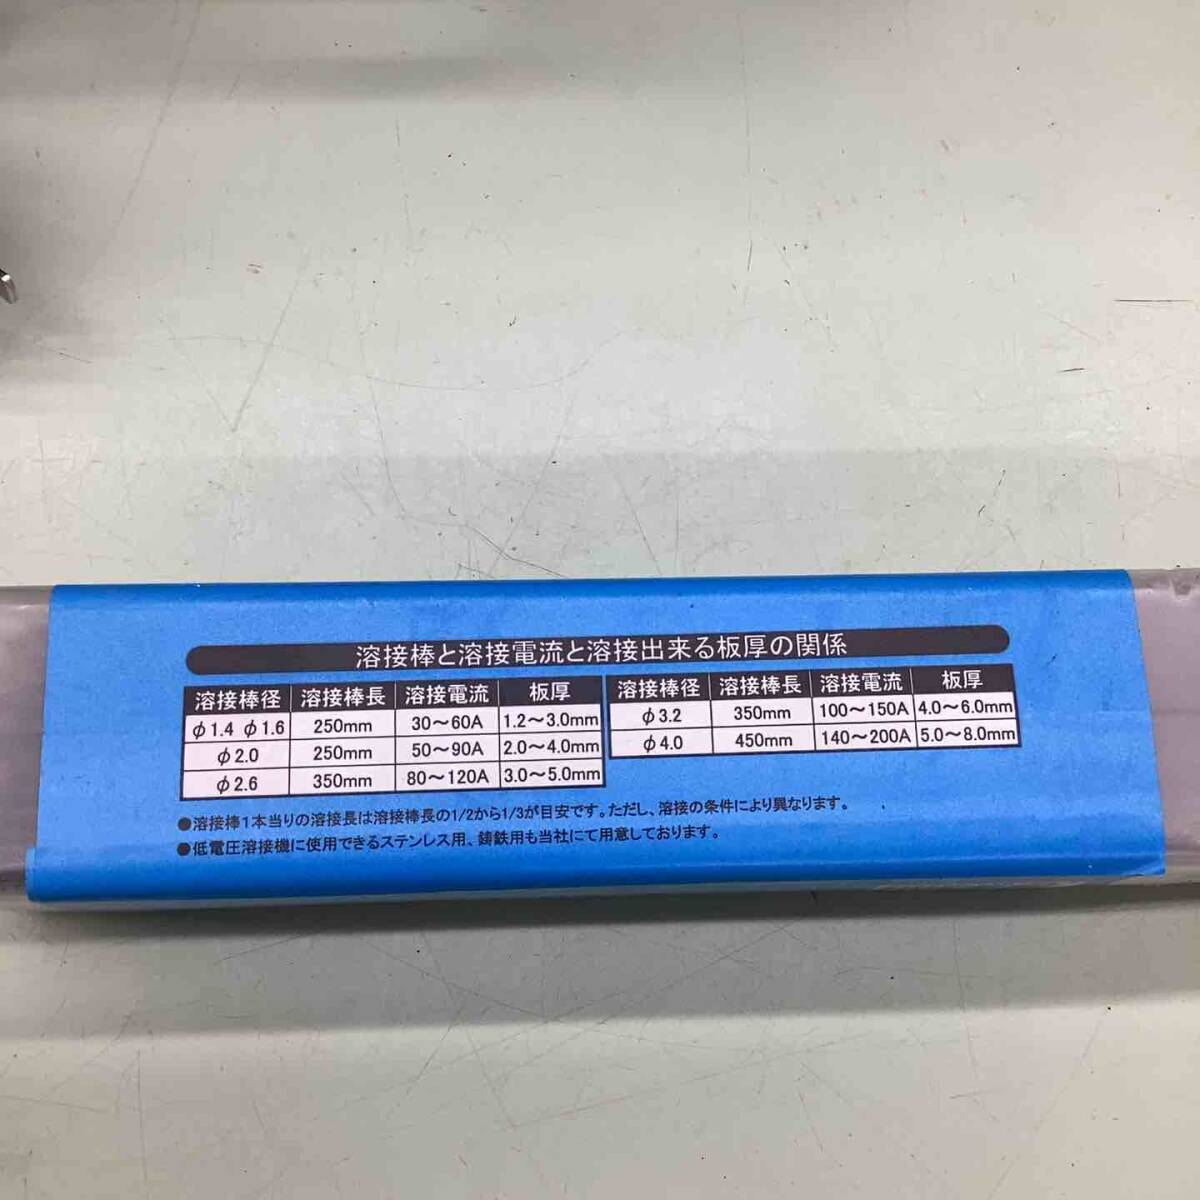 溶接棒と溶接電流と溶接出来る板厚の関係
溶接棒径 溶接棒長 溶接電流 板厚
φ1.4 φ1.6 250mm 30～60A 1.2～3.0mm
φ2.0 250mm 50～90A 2.0～4.0mm
φ2.6 350mm 80～120A 3.0～5.0mm
溶接棒径 溶接棒長 溶接電流 板厚
φ3.2 350mm 100～150A 4.0～6.0mm
φ4.0 450mm 140～200A 5.0～8.0mm
●溶接棒1本当りの溶接長は溶接棒長の1/2から1/3が目安です。ただし、溶接の条件により異なります。
●低電圧溶接機に使用できるステンレス用、鋳鉄用も当社にて用意しております。